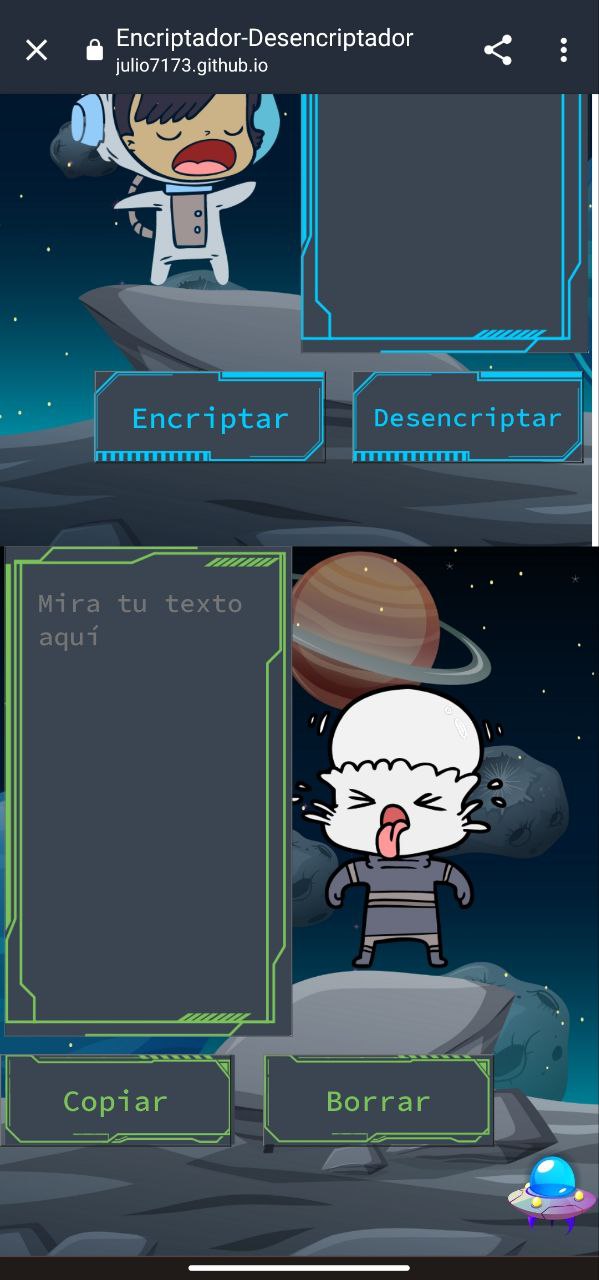 Encriptador-Desencriptador
julio7173.github.io
Encriptar
Desencriptar
Mira tu texto
aquí
Copiar
Borrar